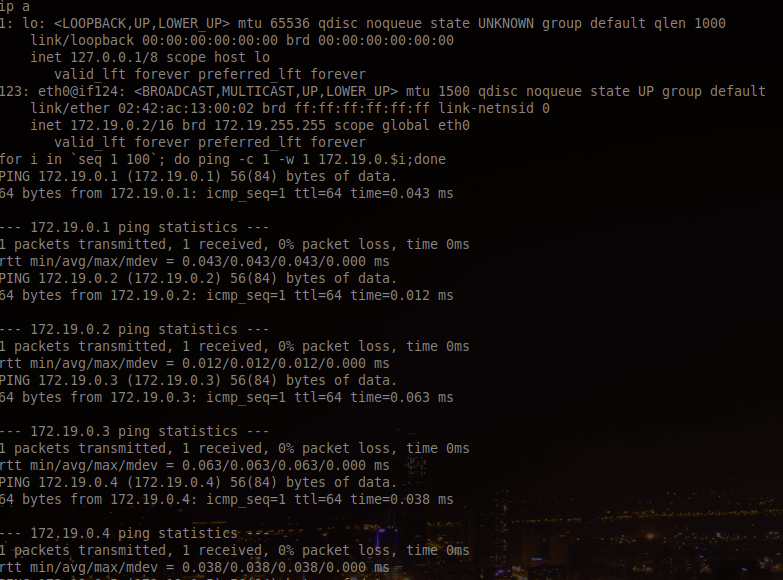 ip a
1: lo: <LOOPBACK,UP,LOWER_UP> mtu 65536 qdisc noqueue state UNKNOWN group default qlen 1000
link/loopback 00:00:00:00:00:00 brd 00:00:00:00:00:00
inet 127.0.0.1/8 scope host lo
valid_lft forever preferred_lft forever
123: eth0@if124: <BROADCAST,MULTICAST,UP,LOWER_UP> mtu 1500 qdisc noqueue state UP group default
link/ether 02:42:ac:13:00:02 brd ff:ff:ff:ff:ff:ff link-netnsid 0
inet 172.19.0.2/16 brd 172.19.255.255 scope global eth0
valid_lft forever preferred_lft forever
for i in `seq 1 100`; do ping -c 1 -w 1 172.19.0.$i;done
PING 172.19.0.1 (172.19.0.1) 56(84) bytes of data.
64 bytes from 172.19.0.1: icmp_seq=1 ttl=64 time=0.043 ms
--- 172.19.0.1 ping statistics ---
1 packets transmitted, 1 received, 0% packet loss, time 0ms
rtt min/avg/max/mdev = 0.043/0.043/0.043/0.000 ms
PING 172.19.0.2 (172.19.0.2) 56(84) bytes of data.
64 bytes from 172.19.0.2: icmp_seq=1 ttl=64 time=0.012 ms
--- 172.19.0.2 ping statistics ---
1 packets transmitted, 1 received, 0% packet loss, time 0ms
rtt min/avg/max/mdev = 0.012/0.012/0.012/0.000 ms
PING 172.19.0.3 (172.19.0.3) 56(84) bytes of data.
64 bytes from 172.19.0.3: icmp_seq=1 ttl=64 time=0.063 ms
--- 172.19.0.3 ping statistics ---
1 packets transmitted, 1 received, 0% packet loss, time 0ms
rtt min/avg/max/mdev = 0.063/0.063/0.063/0.000 ms
PING 172.19.0.4 (172.19.0.4) 56(84) bytes of data.
64 bytes from 172.19.0.4: icmp_seq=1 ttl=64 time=0.038 ms
--- 172.19.0.4 ping statistics ---
1 packets transmitted, 1 received, 0% packet loss, time 0ms
rtt min/avg/max/mdev = 0.038/0.038/0.038/0.000 ms